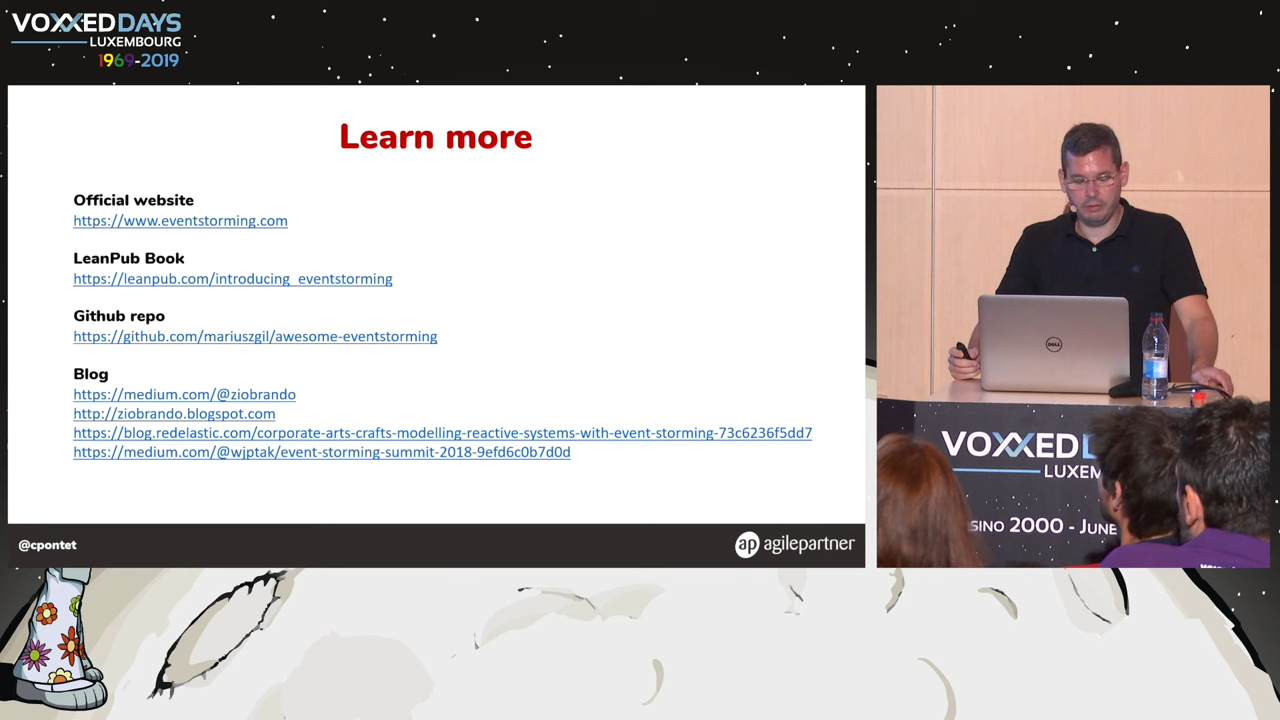 VOXXED DAYS
LUXEMBOURG
1969-2019
Learn more
Official website
https://www.eventstorming.com
LeanPub Book
https://leanpub.com/introducing_eventstorming
Github repo
https://github.com/mariuszgil/awesome-eventstorming
Blog
https://medium.com/@ziobrando
http://ziobrando.blogspot.com
https://blog.redelastic.com/corporate-arts-crafts-modelling-reactive-systems-with-event-storming-73c6236f5dd7
https://medium.com/@wjptak/event-storming-summit-2018-9efd6c0b7d0d
@cpontet
ap agilepartner
DELL
VOXXED
LUXEM
SINO 2000 - JUNE